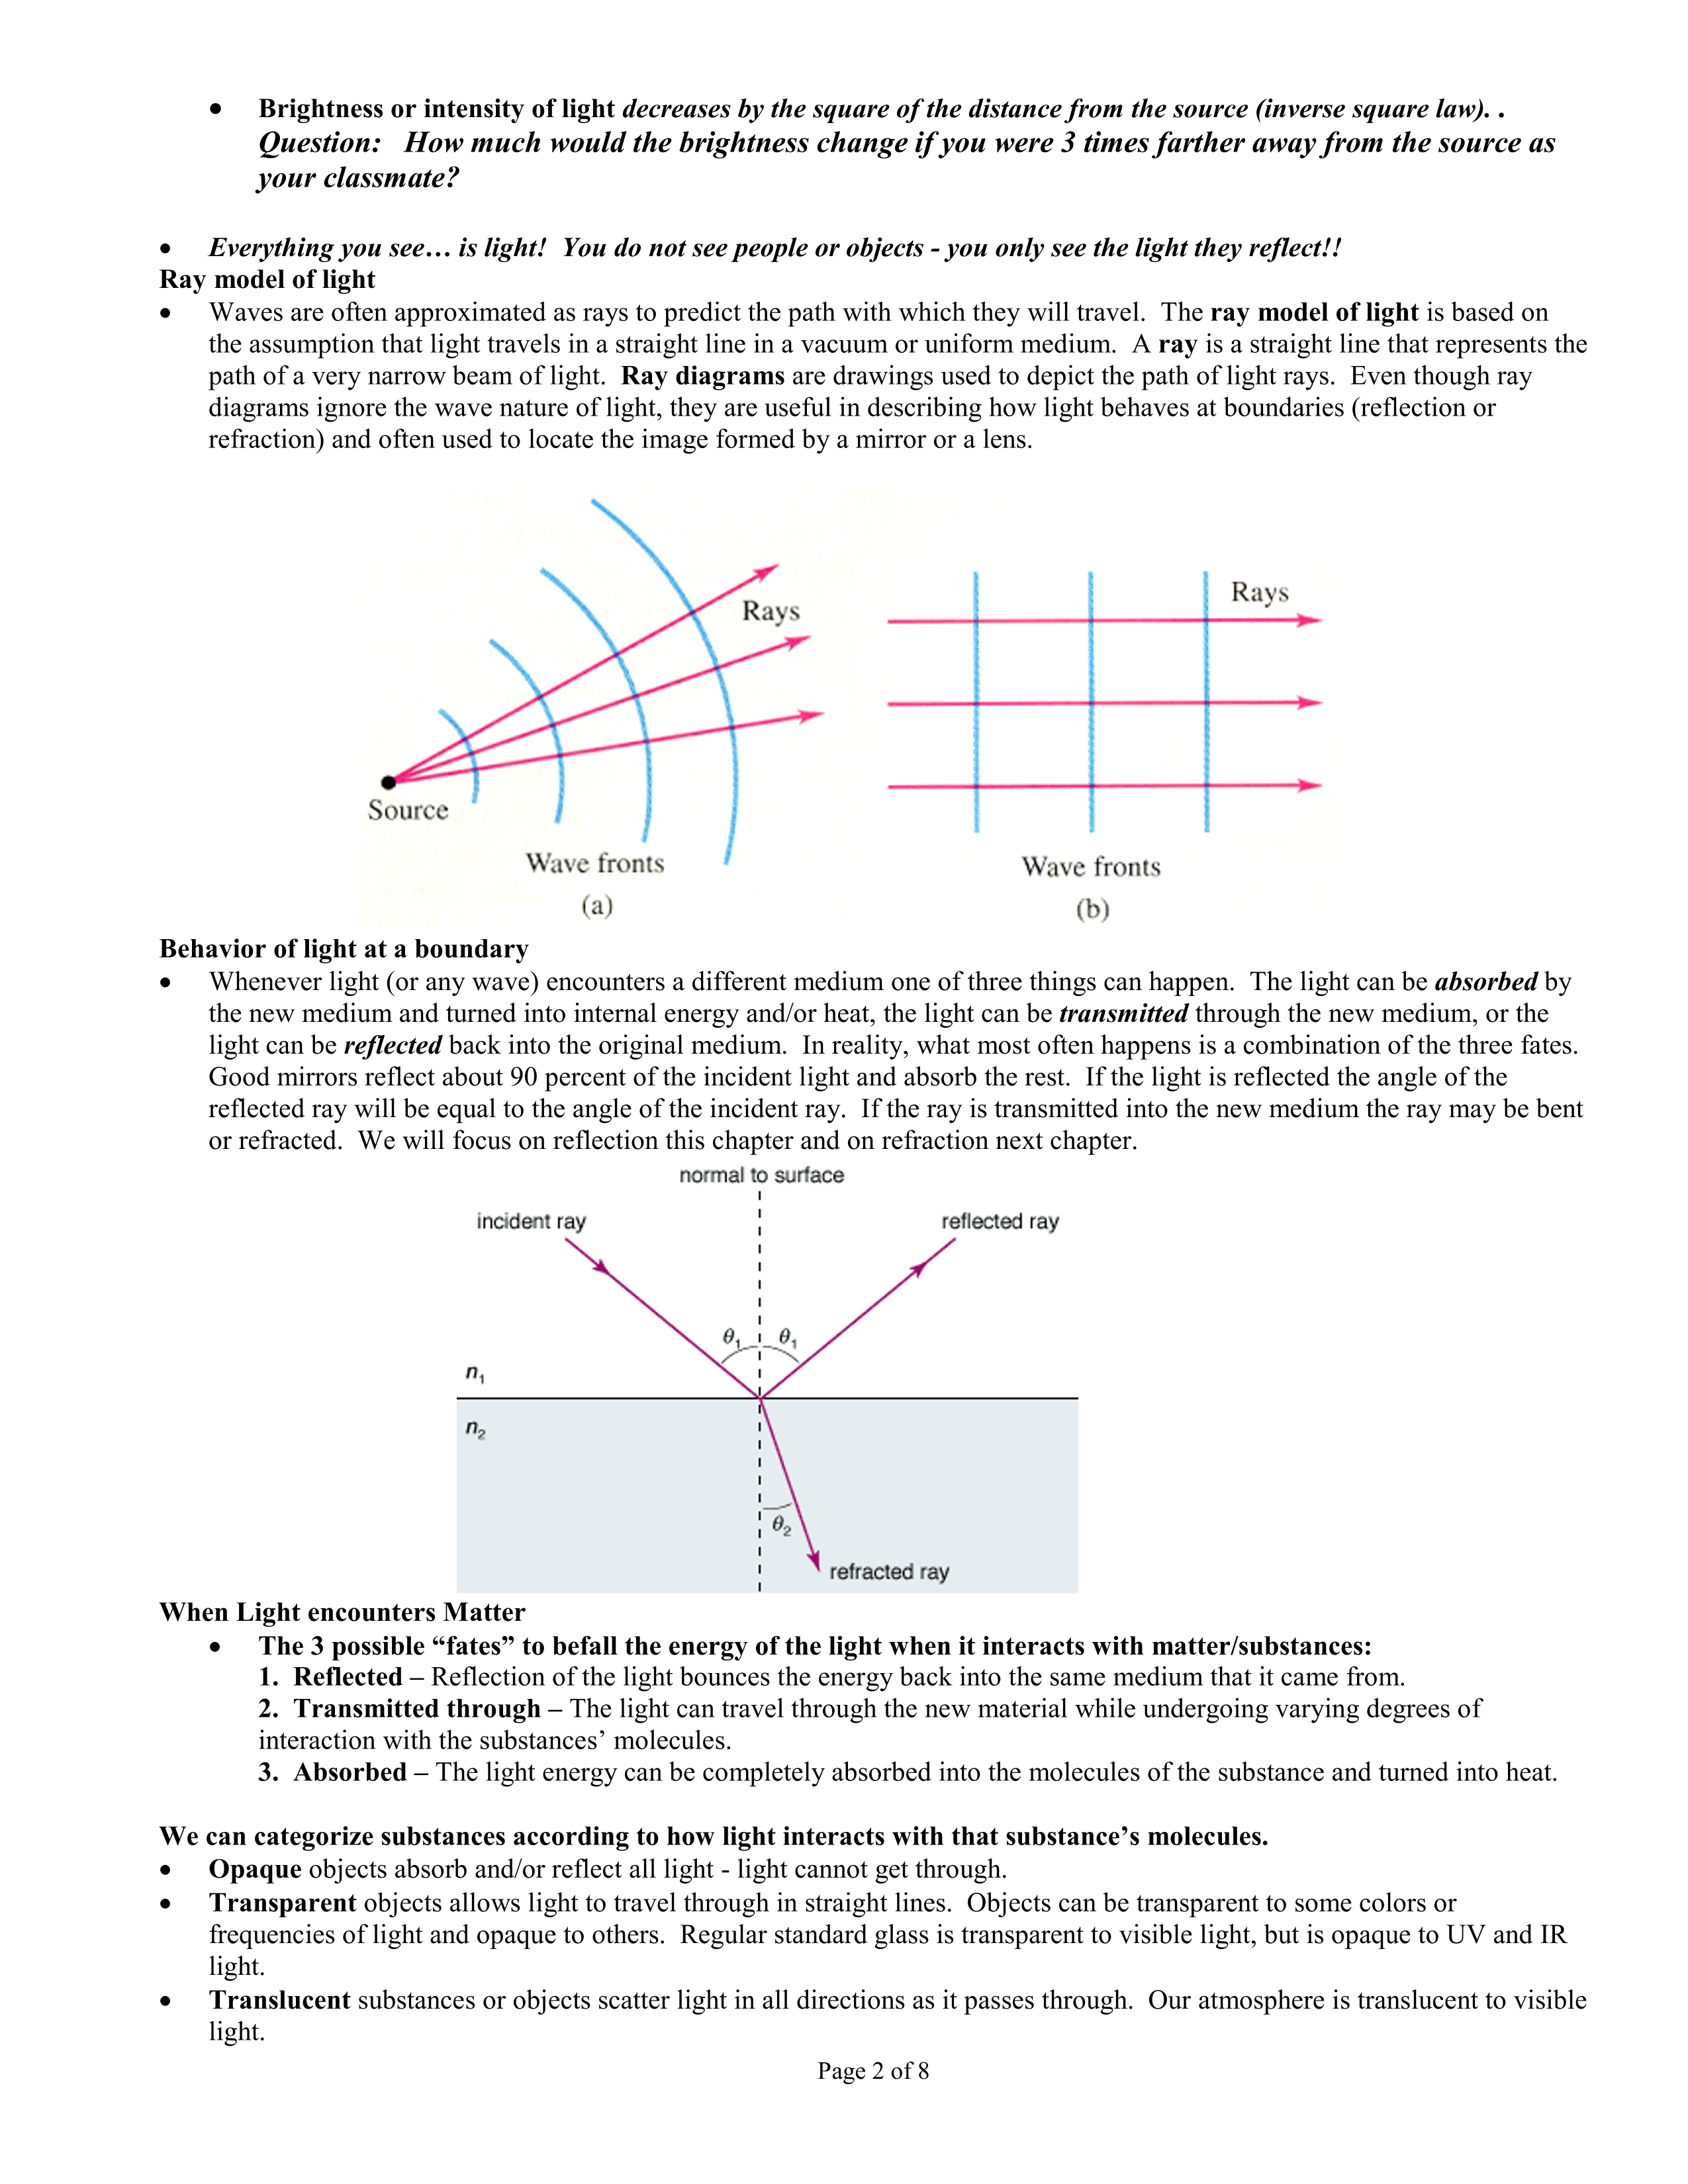 • Brightness or intensity of light decreases by the square of the distance from the source (inverse square law). .
Question: How much would the brightness change if you were 3 times farther away from the source as
your classmate?
• Everything you see… is light! You do not see people or objects - you only see the light they reflect!!
Ray model of light
• Waves are often approximated as rays to predict the path with which they will travel. The ray model of light is based on
the assumption that light travels in a straight line in a vacuum or uniform medium. A ray is a straight line that represents the
path of a very narrow beam of light. Ray diagrams are drawings used to depict the path of light rays. Even though ray
diagrams ignore the wave nature of light, they are useful in describing how light behaves at boundaries (reflection or
refraction) and often used to locate the image formed by a mirror or a lens.
Rays
Source
Wave fronts
(a)
Rays
Wave fronts
(b)
Behavior of light at a boundary
• Whenever light (or any wave) encounters a different medium one of three things can happen. The light can be absorbed by
the new medium and turned into internal energy and/or heat, the light can be transmitted through the new medium, or the
light can be reflected back into the original medium. In reality, what most often happens is a combination of the three fates.
Good mirrors reflect about 90 percent of the incident light and absorb the rest. If the light is reflected the angle of the
reflected ray will be equal to the angle of the incident ray. If the ray is transmitted into the new medium the ray may be bent
or refracted. We will focus on reflection this chapter and on refraction next chapter.
normal to surface
incident ray
reflected ray
θ₁ θ₁
n₁
n₂
θ₂
refracted ray
When Light encounters Matter
• The 3 possible “fates” to befall the energy of the light when it interacts with matter/substances:
1. Reflected – Reflection of the light bounces the energy back into the same medium that it came from.
2. Transmitted through – The light can travel through the new material while undergoing varying degrees of
interaction with the substances’ molecules.
3. Absorbed – The light energy can be completely absorbed into the molecules of the substance and turned into heat.
We can categorize substances according to how light interacts with that substance’s molecules.
• Opaque objects absorb and/or reflect all light - light cannot get through.
• Transparent objects allows light to travel through in straight lines. Objects can be transparent to some colors or
frequencies of light and opaque to others. Regular standard glass is transparent to visible light, but is opaque to UV and IR
light.
• Translucent substances or objects scatter light in all directions as it passes through. Our atmosphere is translucent to visible
light.
Page 2 of 8